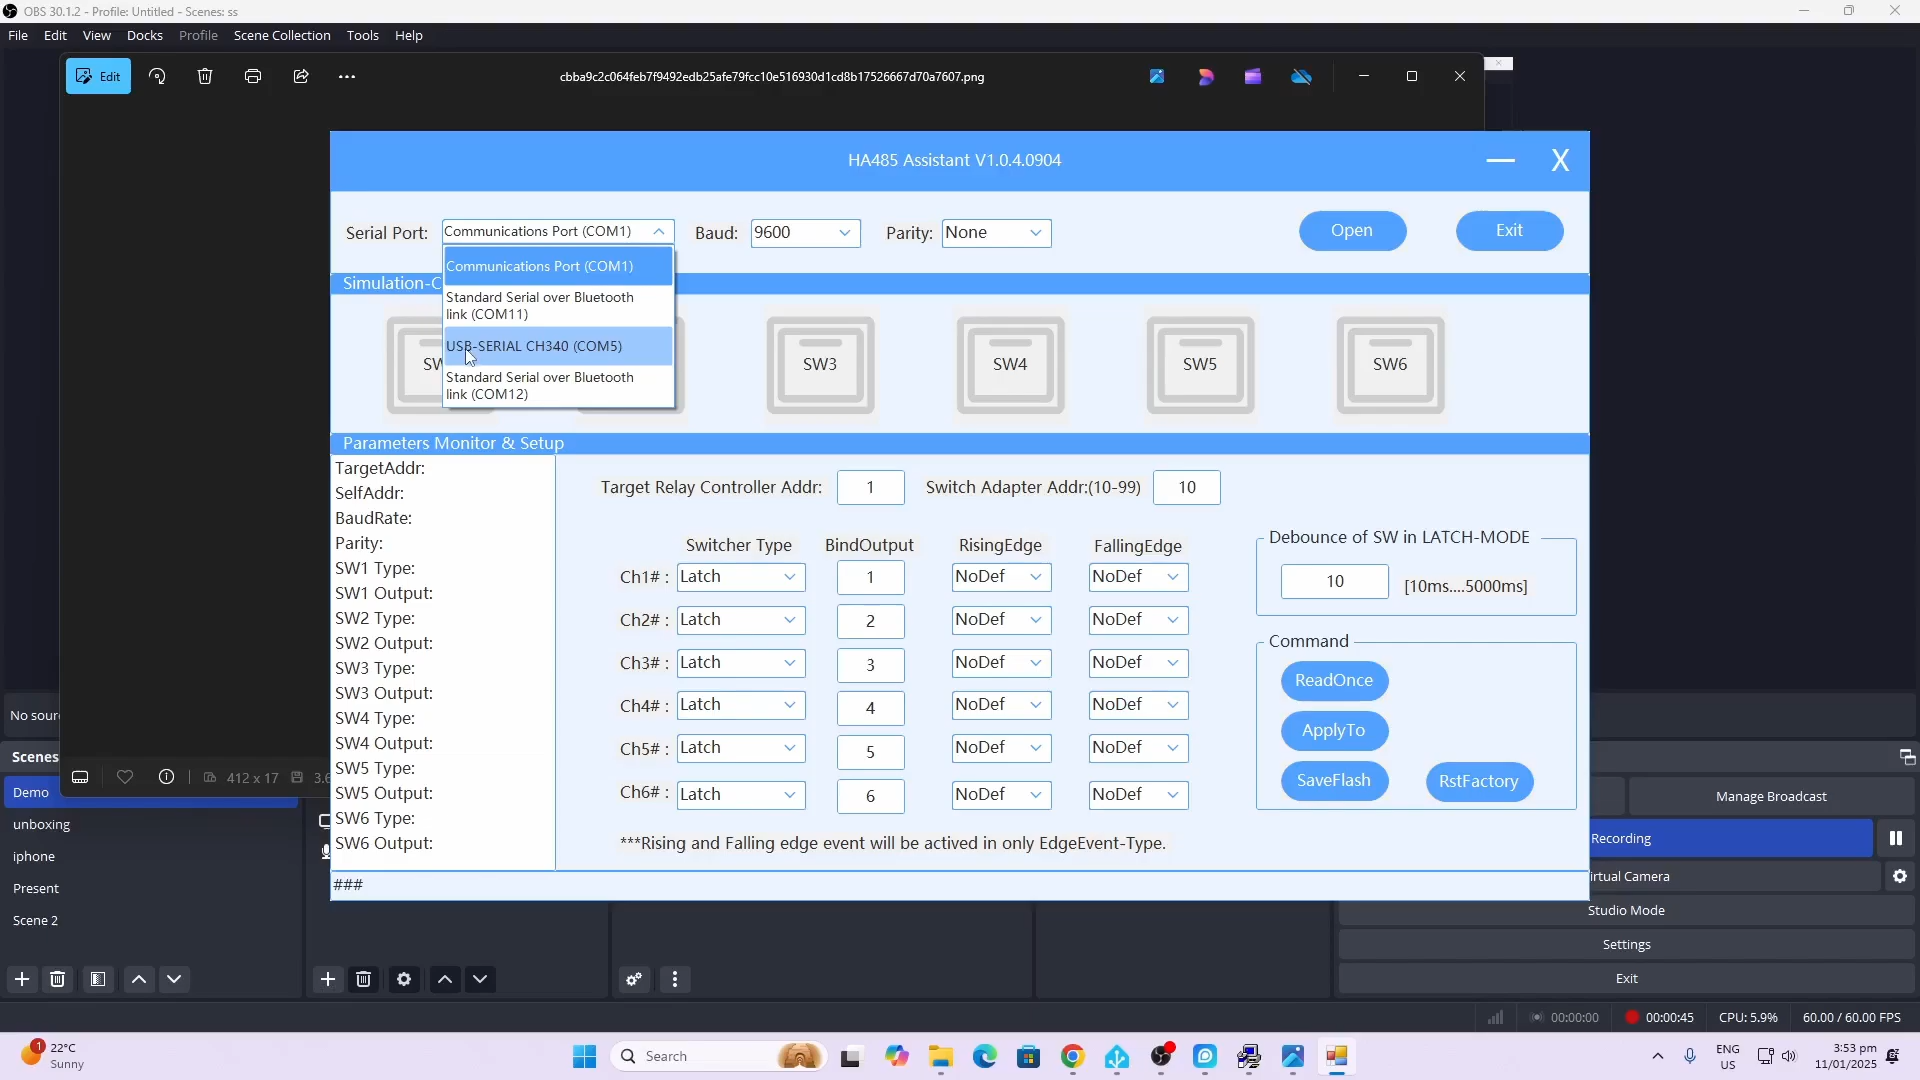 OBS 30.1.2 - Profile: Untitled - Scenes: ss
File Edit View Docks Profile Scene Collection Tools Help
Edit
cbba9c2c064feb7f9492edb25afe79fcc10e516930d1cd8b17526667d70a7607.png
HA485 Assistant V1.0.4.0904
X
Serial Port: Communications Port (COM1) Baud: 9600 Parity: None Open Exit
Communications Port (COM1)
Standard Serial over Bluetooth
link (COM11)
USB-SERIAL CH340 (COM5)
Standard Serial over Bluetooth
link (COM12)
Simulation-C
SW SW3 SW4 SW5 SW6
Parameters Monitor & Setup
TargetAddr:
SelfAddr:
BaudRate:
Parity:
SW1 Type:
SW1 Output:
SW2 Type:
SW2 Output:
SW3 Type:
SW3 Output:
SW4 Type:
SW4 Output:
SW5 Type:
SW5 Output:
SW6 Type:
SW6 Output:
Target Relay Controller Addr: 1 Switch Adapter Addr:(10-99) 10
Switcher Type BindOutput RisingEdge FallingEdge
Ch1# : Latch 1 NoDef NoDef
Ch2# : Latch 2 NoDef NoDef
Ch3# : Latch 3 NoDef NoDef
Ch4# : Latch 4 NoDef NoDef
Ch5# : Latch 5 NoDef NoDef
Ch6# : Latch 6 NoDef NoDef
***Rising and Falling edge event will be actived in only EdgeEvent-Type.
Debounce of SW in LATCH-MODE
10 [10ms....5000ms]
Command
ReadOnce
ApplyTo
SaveFlash RstFactory
###
No sour
Scenes
412 x 17 3.6
Demo
unboxing
iphone
Present
Scene 2
Manage Broadcast
Recording
irtual Camera
Studio Mode
Settings
Exit
00:00:00 00:00:45 CPU: 5.9% 60.00 / 60.00 FPS
1
22°C
Sunny
Search
ENG
US
3:53 pm
11/01/2025